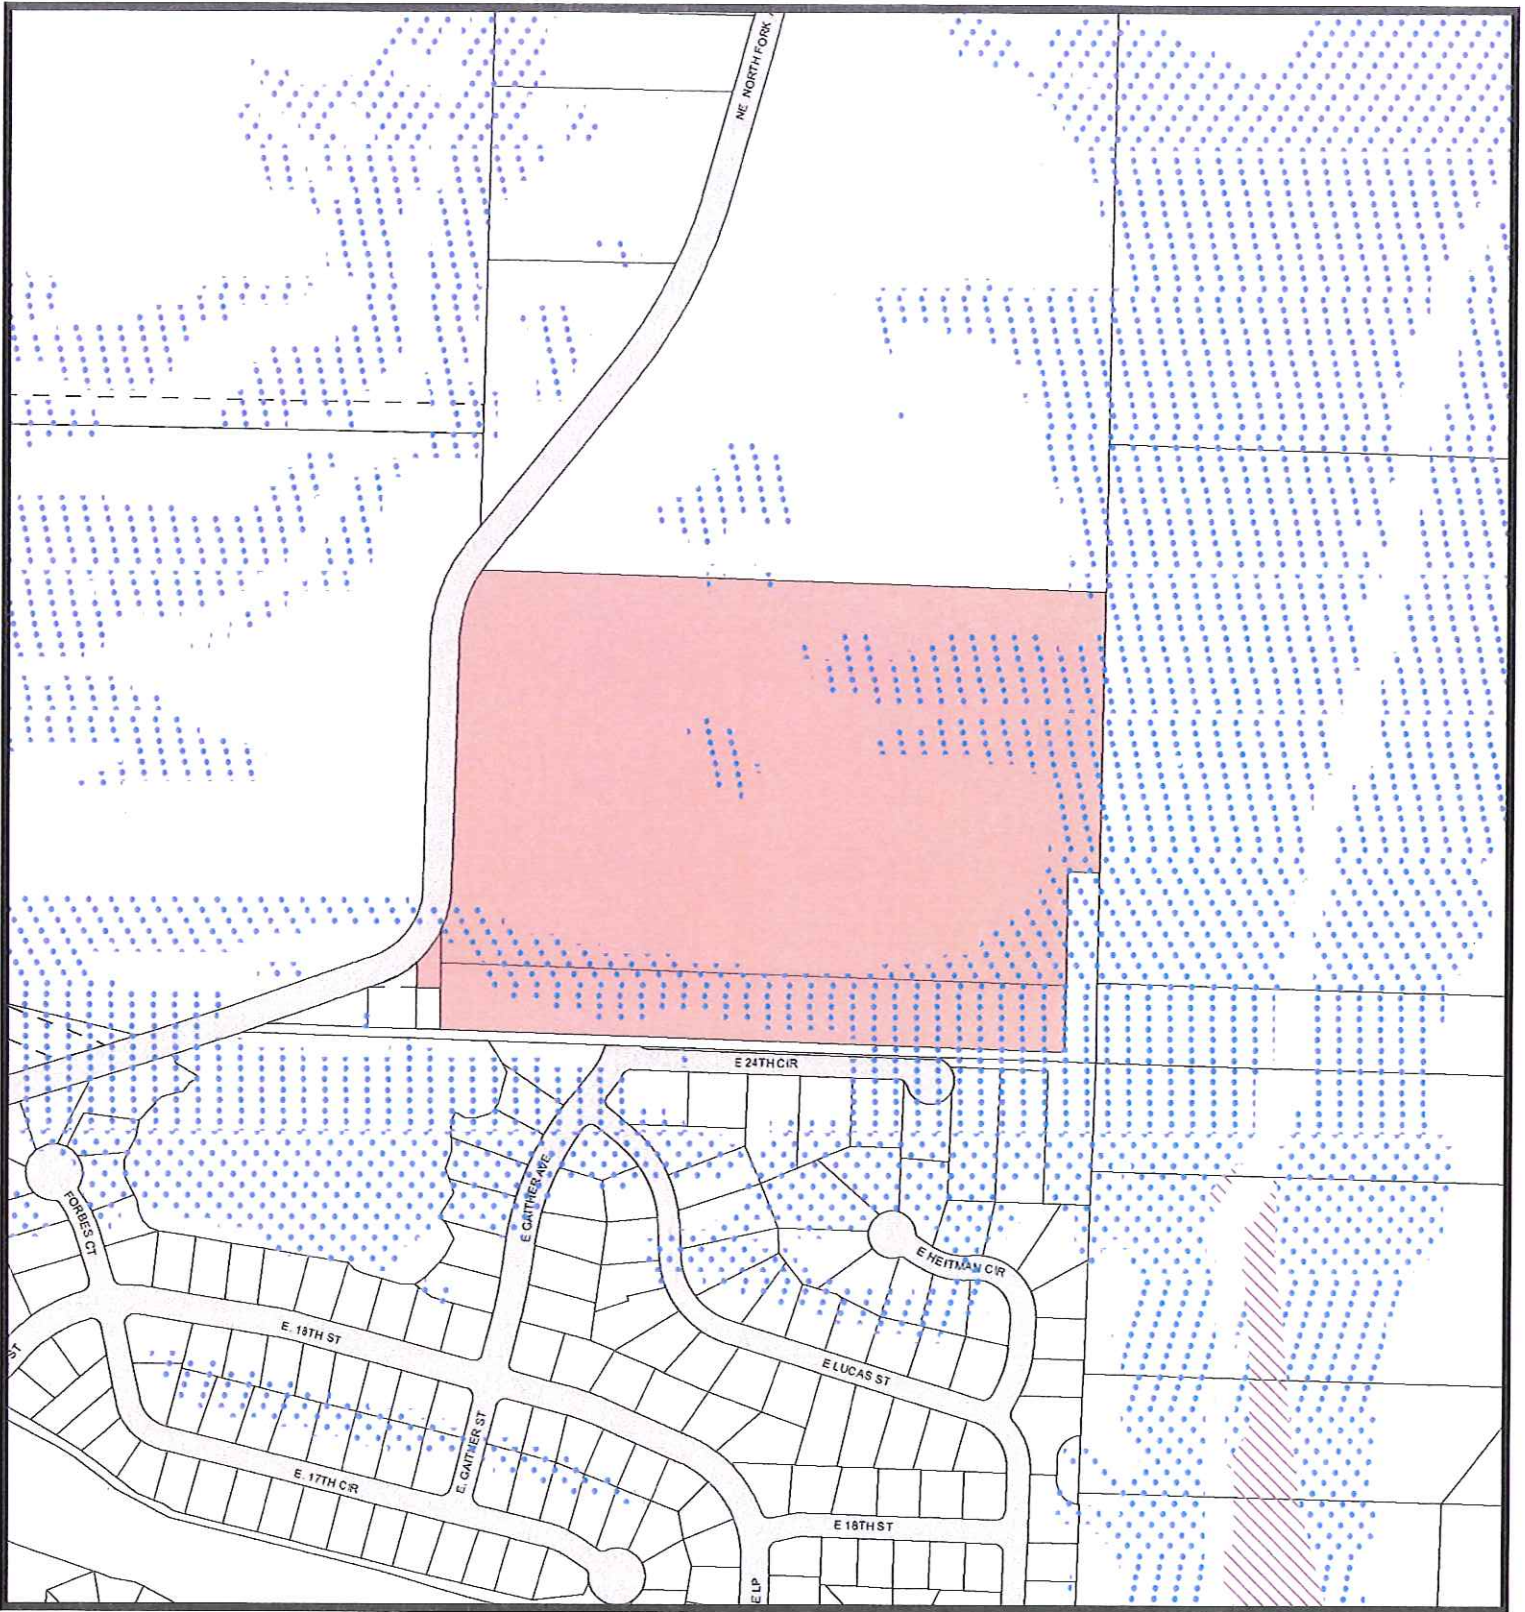 NE NORTH FORK
E 24TH CIR
E GAITHER AVE
FORBES CT
E HEITMAN CIR
E. 18TH ST
ST
E LUCAS ST
E. GAITHER ST
E. 17TH CIR
E 18TH ST
E LP